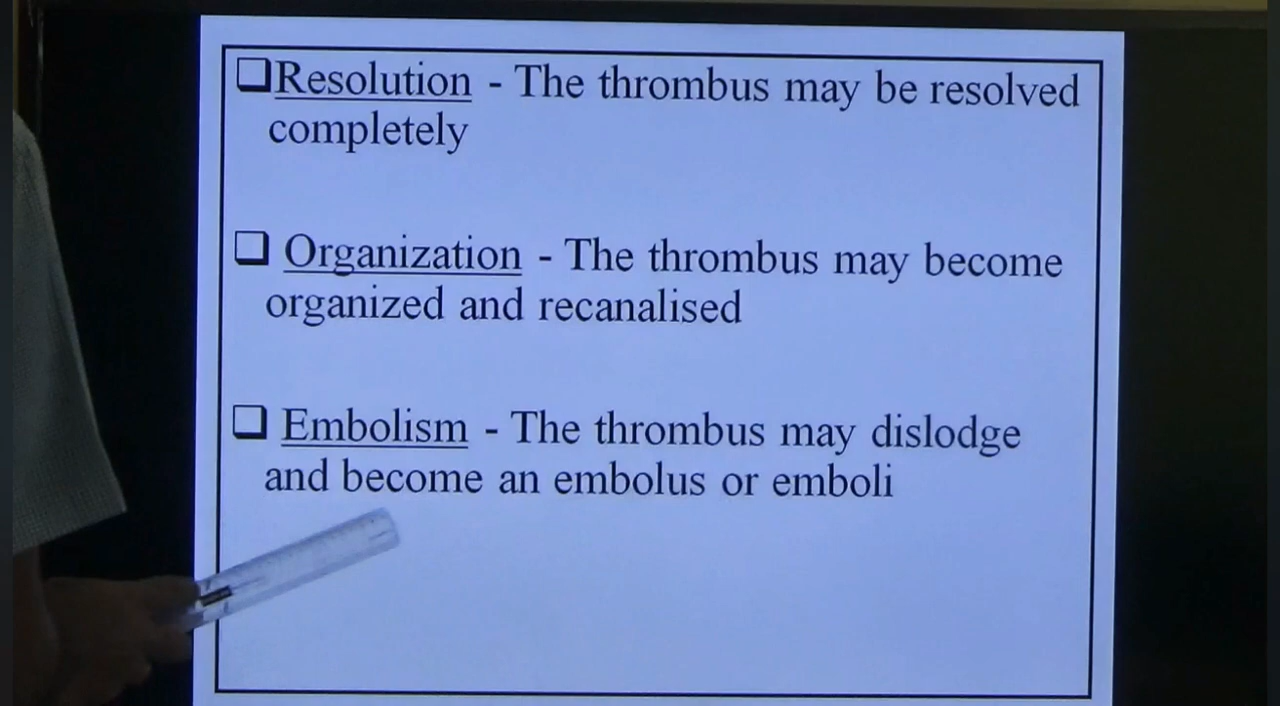 ❑Resolution - The thrombus may be resolved
completely
❑ Organization - The thrombus may become
organized and recanalised
❑ Embolism - The thrombus may dislodge
and become an embolus or emboli